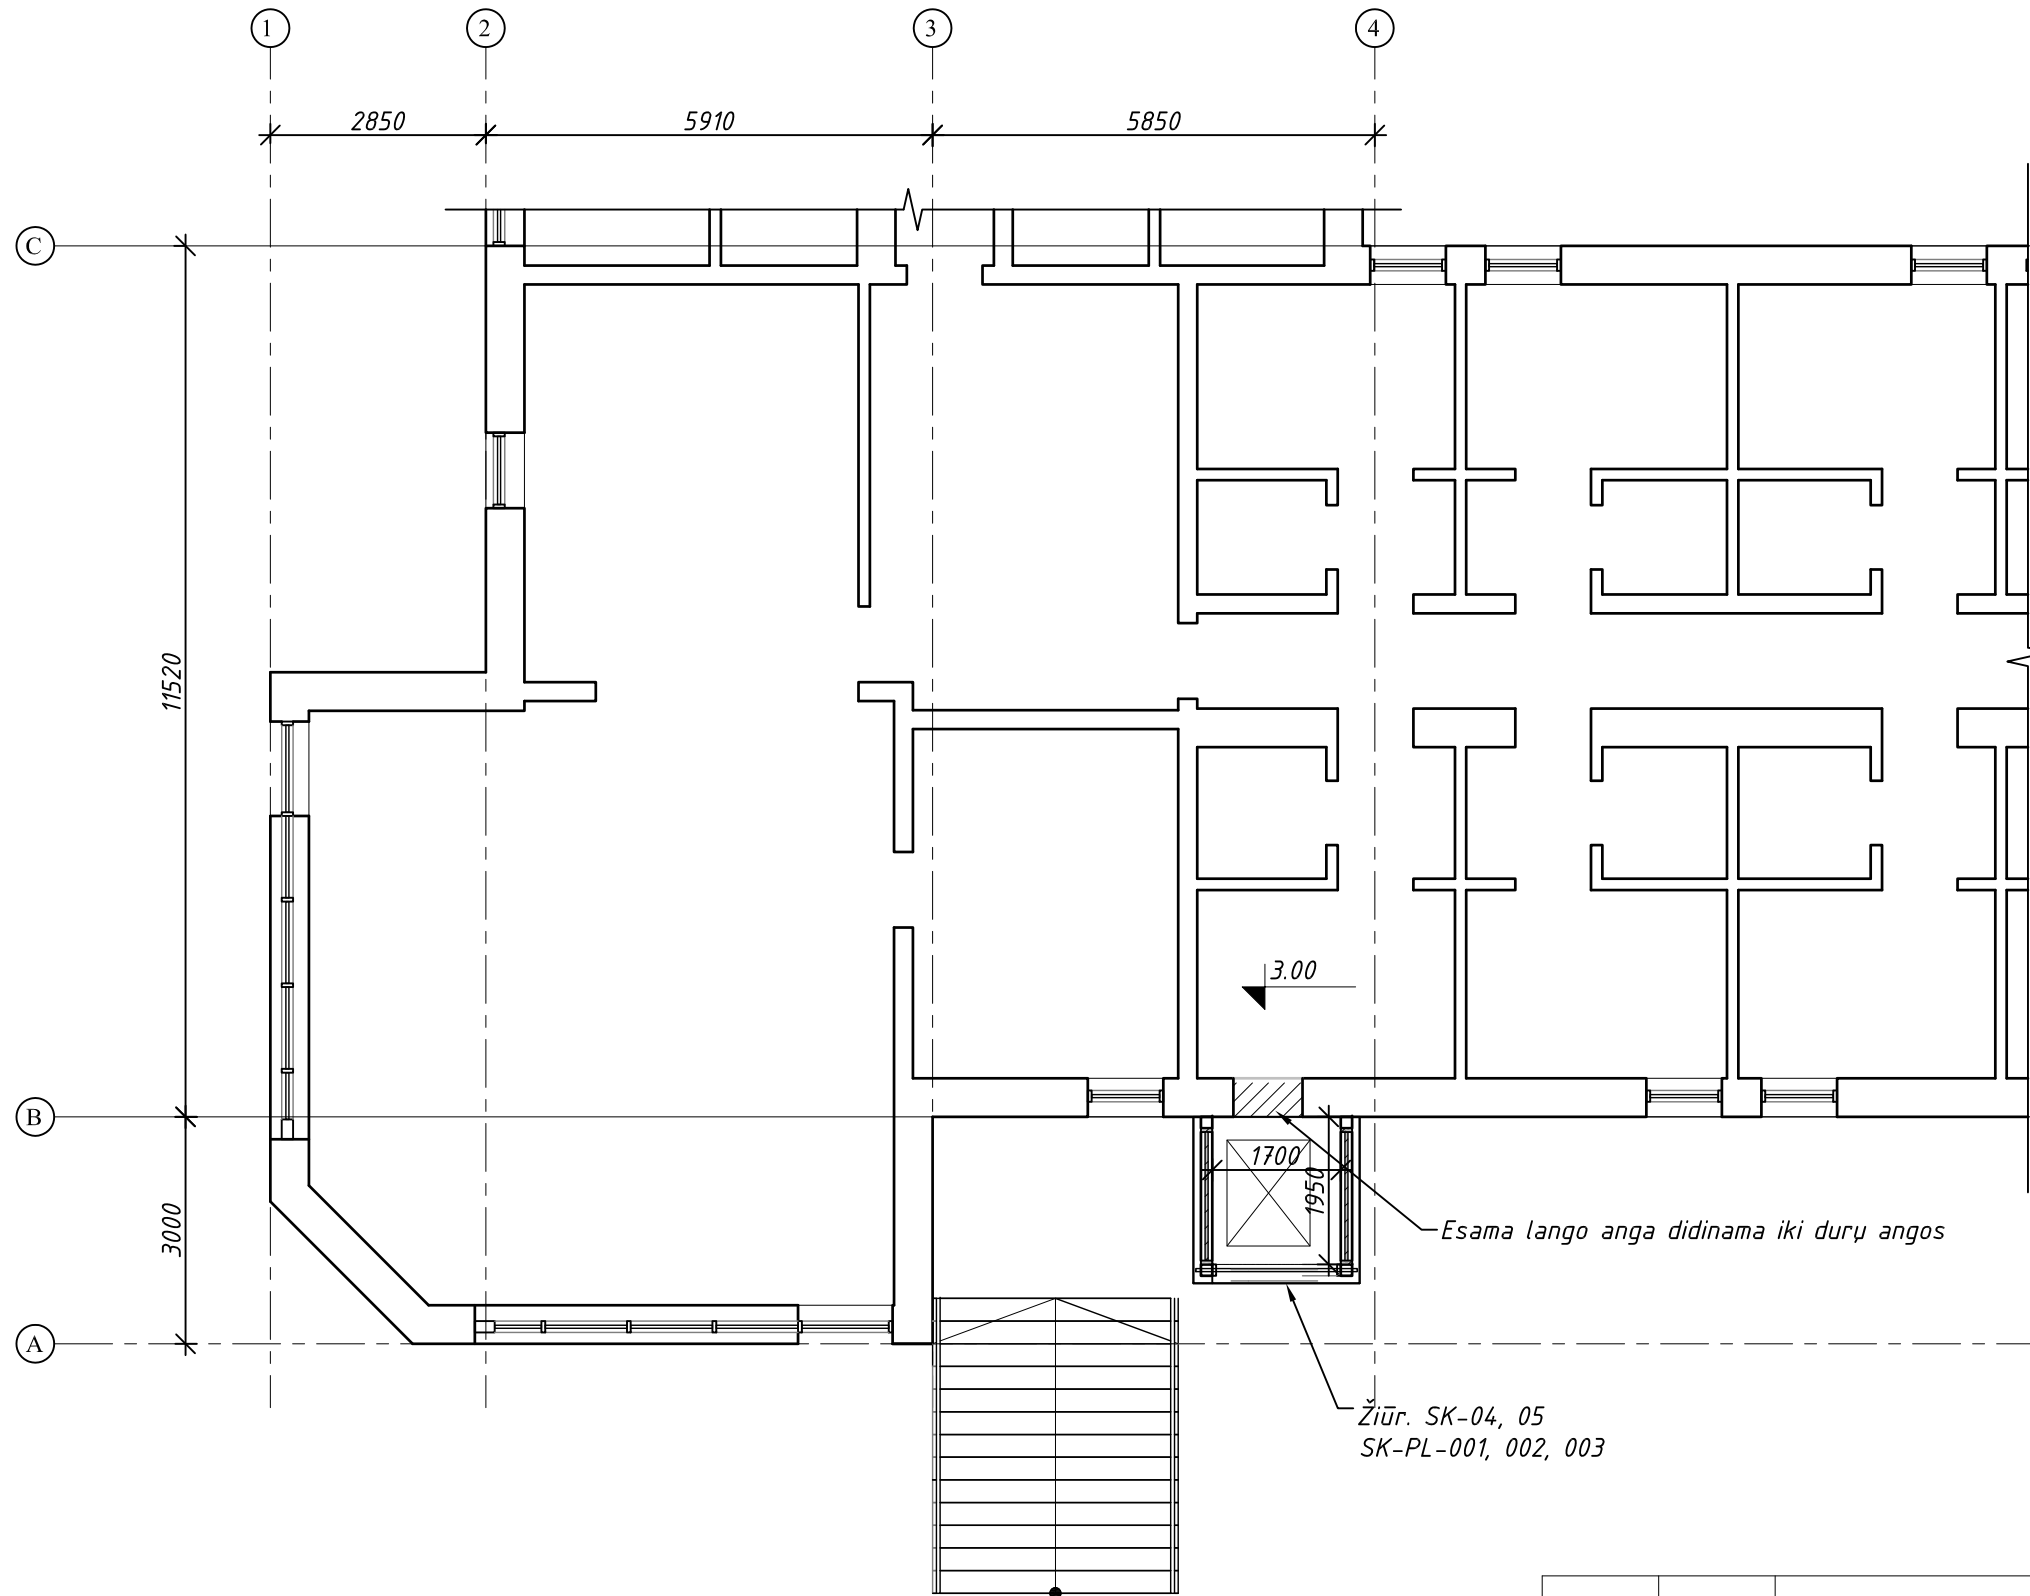 1
2
3
4
2850
5910
5850
C
11520
3.00
B
1700
1950
3000
Esama lango anga didinama iki durų angos
A
Žiūr. SK-04, 05
SK-PL-001, 002, 003